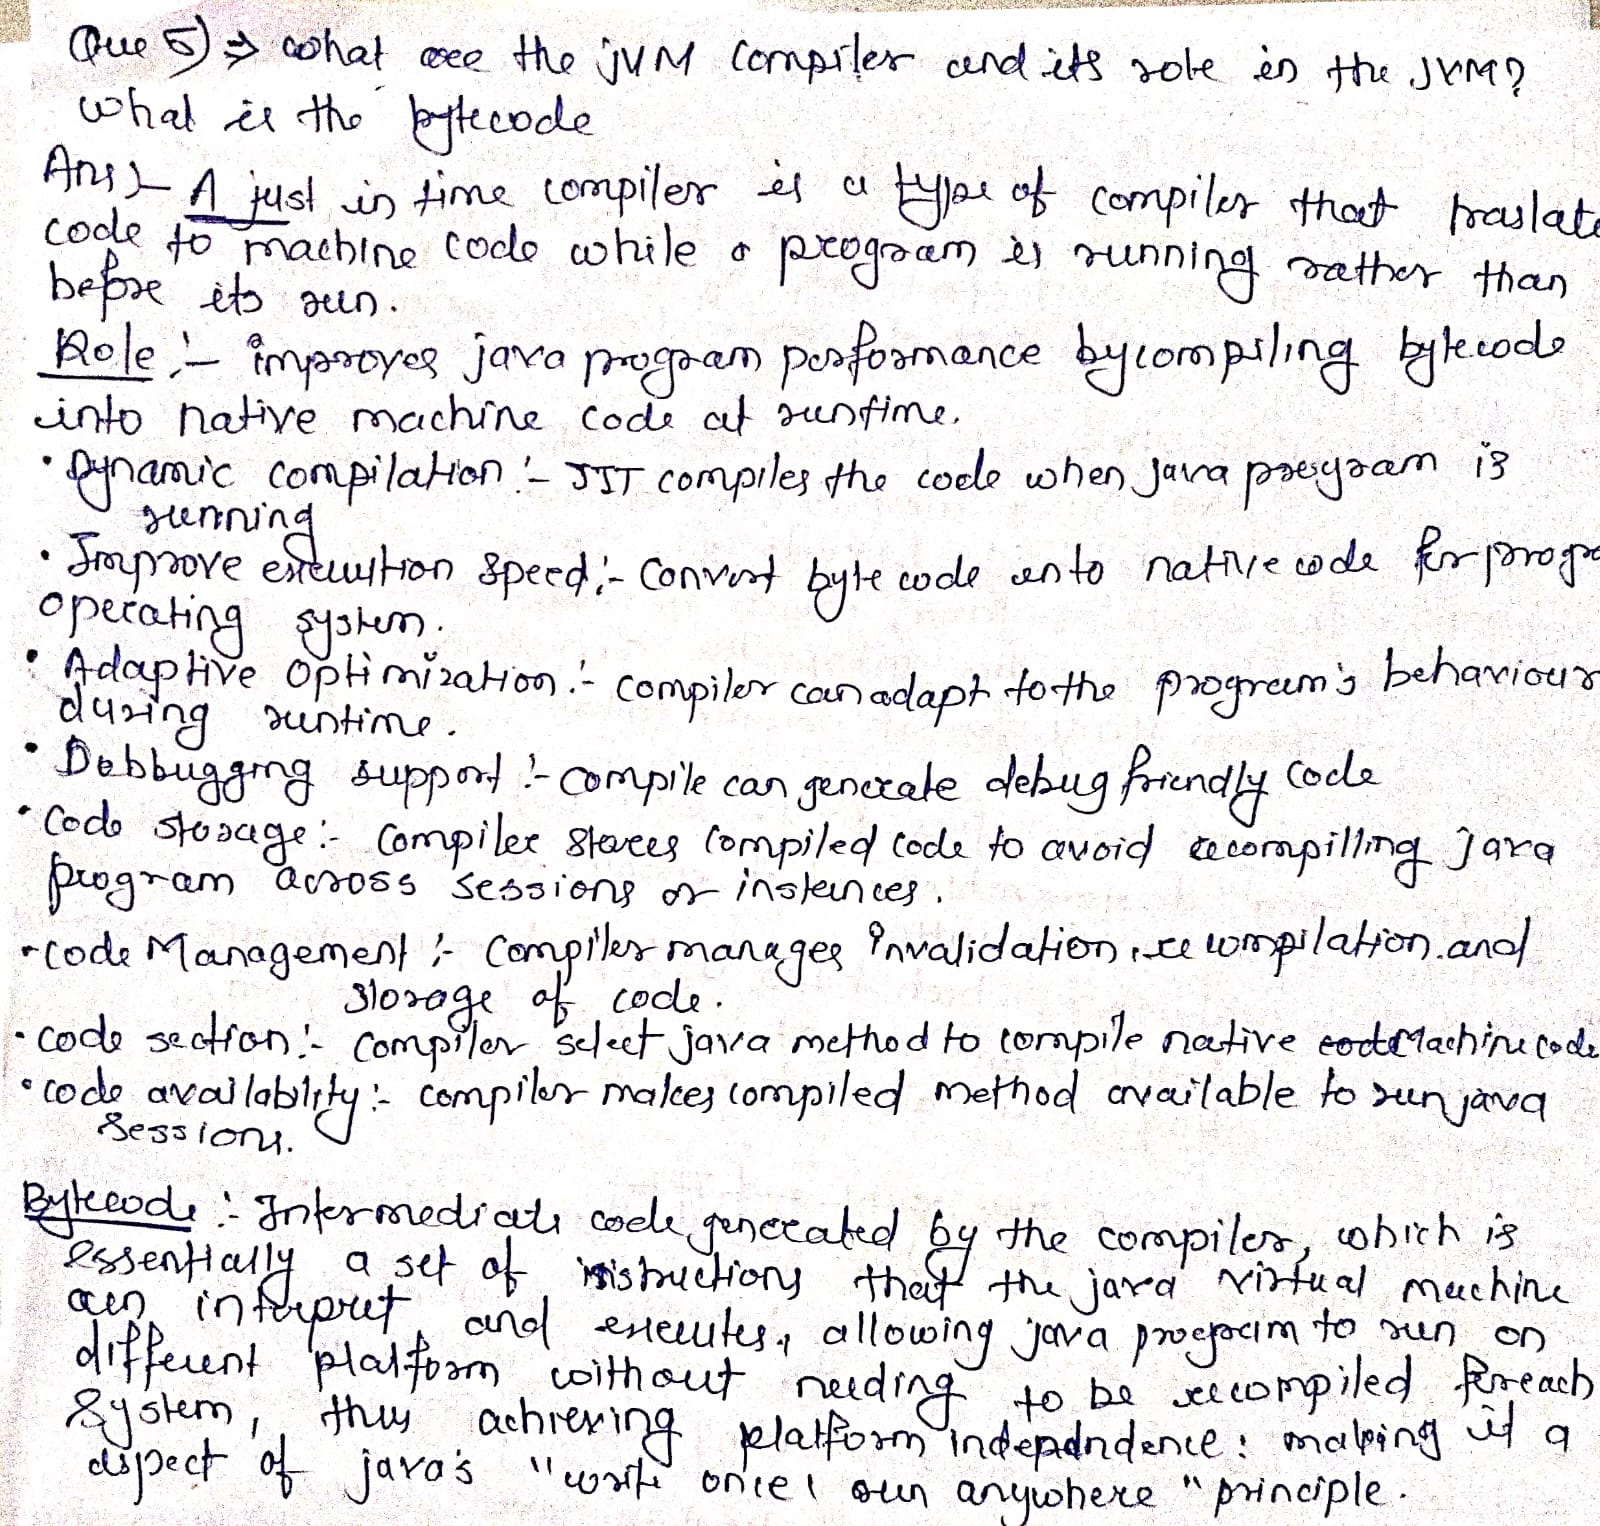 Que 5) ⇒ what are the JVM compiler and its role in the JVM?
what is the bytecode
Ans :- A just in time compiler is a type of compiler that traslate
code to machine code while a program is running rather than
before its run.
Role :- improves java program performance by compiling bytecode
into native machine code at runtime.
• Dynamic compilation :- JIT compiles the code when Java program is
running
• Improve execution speed :- Convert byte code into native code for progr
operating system.
• Adaptive optimization :- compiler can adapt to the program's behaviour
during runtime.
• Debbugging support :- compile can generate debug friendly code
• Code storage :- compiler stores compiled code to avoid recompilling java
program across sessions or instances.
• code Management :- compiler manages invalidation, recompilation and
storage of code.
• code section :- compiler select java method to compile native code Machine code
• code availability :- compiler makes compiled method available to run java
sessions.
Bytecode :- Intermediate code generated by the compiler, which is
essentially a set of instructions that the java virtual machine
can interpret and executes, allowing java program to run on
different platform without needing to be recompiled for each
system, thus achieving platform independence: making it a
aspect of java's "write once, run anywhere" principle.